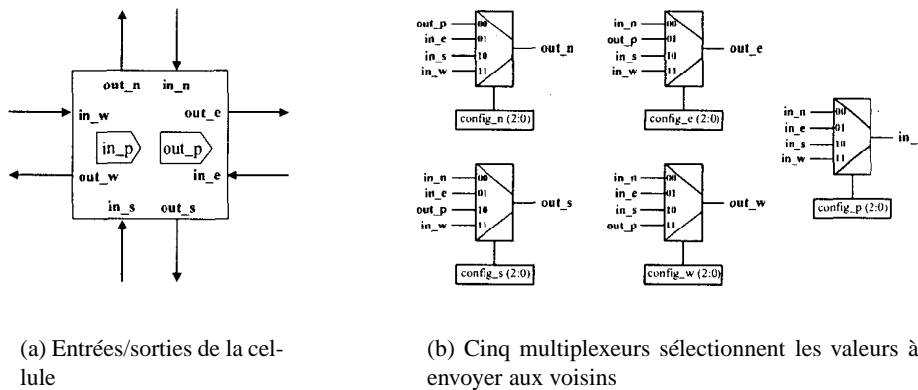 out_n in_n
in_w
out_e
in_p
out_p
out_w
in_e
in_s out_s
out_p 00
in_e 01
in_s 10
in_w 11
out_n
config_n (2:0)
in_n 00
out_p 01
in_s 10
in_w 11
out_e
config_e (2:0)
in_n 00
in_e 01
out_p 10
in_w 11
out_s
config_s (2:0)
in_n 00
in_e 01
in_s 10
out_p 11
out_w
config_w (2:0)
in_n 00
in_e 01
in_s 10
in_w 11
in_
config_p (2:0)
(a) Entrées/sorties de la cel-
lule
(b) Cinq multiplexeurs sélectionnent les valeurs à
envoyer aux voisins